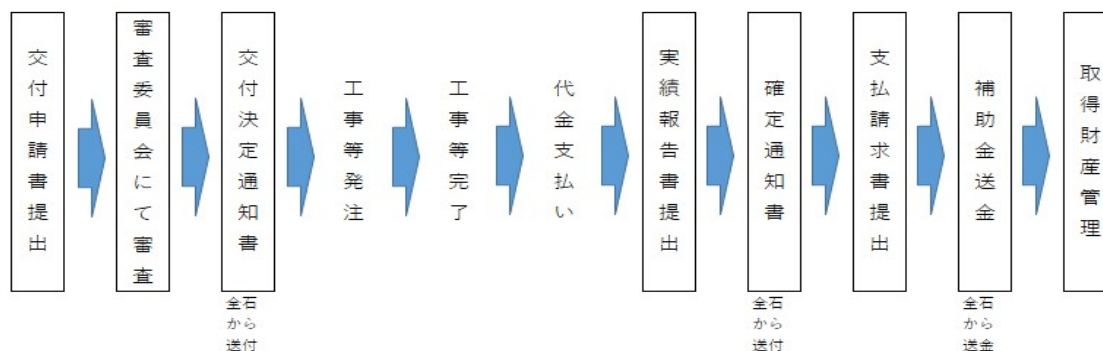 交付申請書提出
審査委員会にて審査
交付決定通知書
全石
から
送付
工事等発注
工事等完了
代金支払い
実績報告書提出
確定通知書
全石
から
送付
支払請求書提出
補助金送金
全石
から
送金
取得財産管理